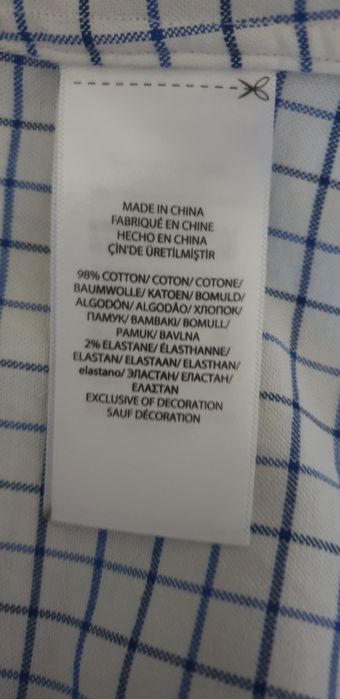 MADE IN CHINA
FABRIQUÉ EN CHINE
HECHO EN CHINA
ÇİN'DE ÜRETİLMİŞTİR
98% COTTON/ COTON/ COTONE/
BAUMWOLLE/ KATOEN/ BOMULD/
ALGODÓN/ ALGODÃO/ ХЛОПОК/
ПАМУК/ ΒΑΜΒΑΚΙ/ BOMULL/
PAMUK/ BAVLNA
2% ELASTANE/ ÉLASTHANNE/
ELASTAN/ ELASTAAN/ ELASTHAN/
elastano/ ЭЛАСТАН/ ЕЛАСТАН/
ΕΛΑΣΤΑΝ
EXCLUSIVE OF DECORATION
SAUF DÉCORATION